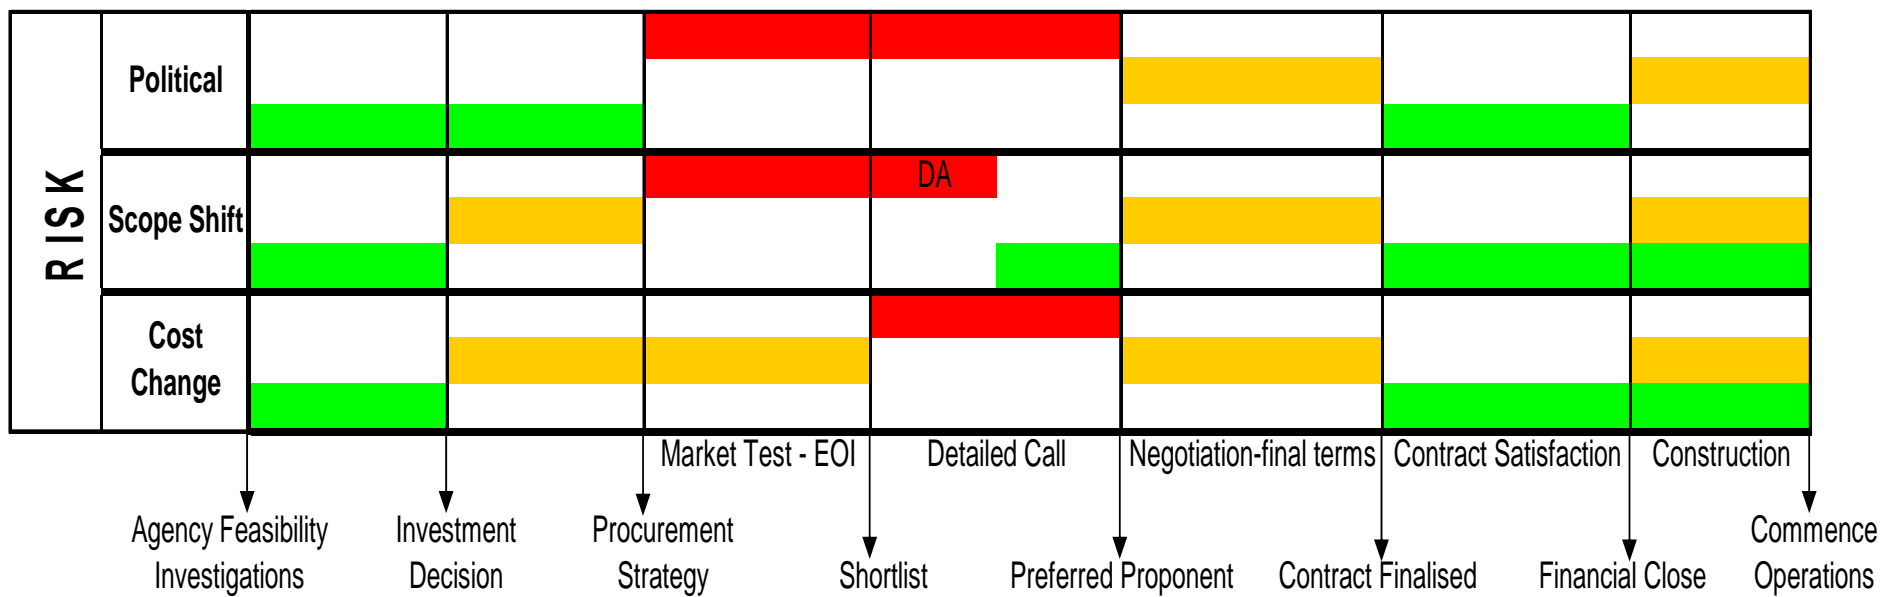 RISK
Political
DA
Scope Shift
Cost
Change
Market Test - EOI
Detailed Call
Negotiation-final terms
Contract Satisfaction
Construction
Agency Feasibility
Investigations
Investment
Decision
Procurement
Strategy
Shortlist
Preferred Proponent
Contract Finalised
Financial Close
Commence
Operations